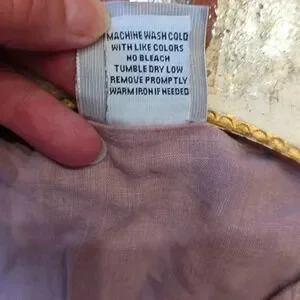 MACHINE WASH COLD
WITH LIKE COLORS
NO BLEACH
TUMBLE DRY LOW
REMOVE PROMPTLY
WARM IRON IF NEEDED